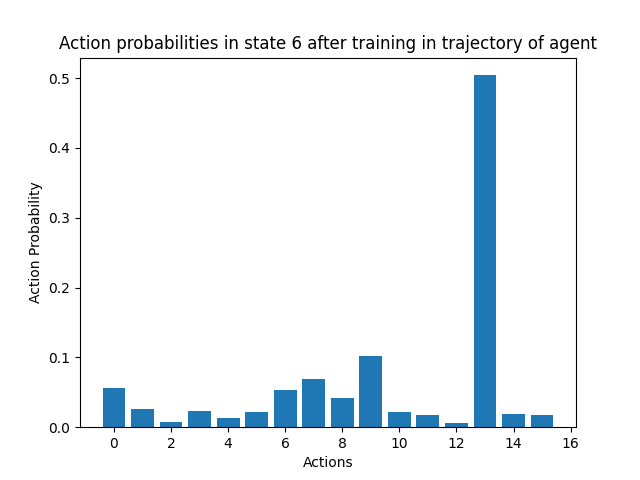 Action probabilities in state 6 after training in trajectory of agent
0.5
0.4
0.3
0.2
0.1
0.0
Action Probability
0 2 4 6 8 10 12 14 16
Actions